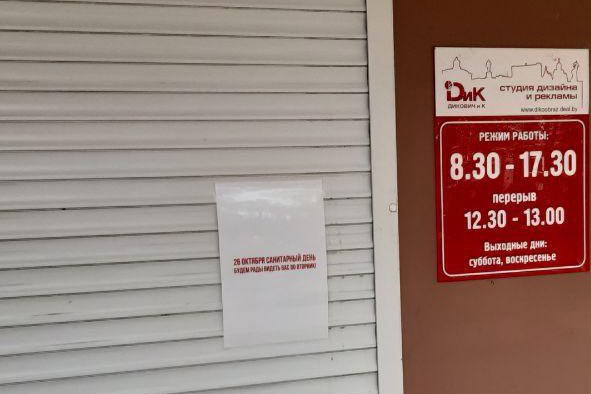 26 ОКТЯБРЯ САНИТАРНЫЙ ДЕНЬ
БУДЕМ РАДЫ ВИДЕТЬ ВАС ВО ВТОРНИК!
ДиК
ДИКОВИЧ и К
студия дизайна
и рекламы
www.dikoobraz.deal.by
РЕЖИМ РАБОТЫ:
8.30 - 17.30
перерыв
12.30 - 13.00
Выходные дни:
суббота, воскресенье